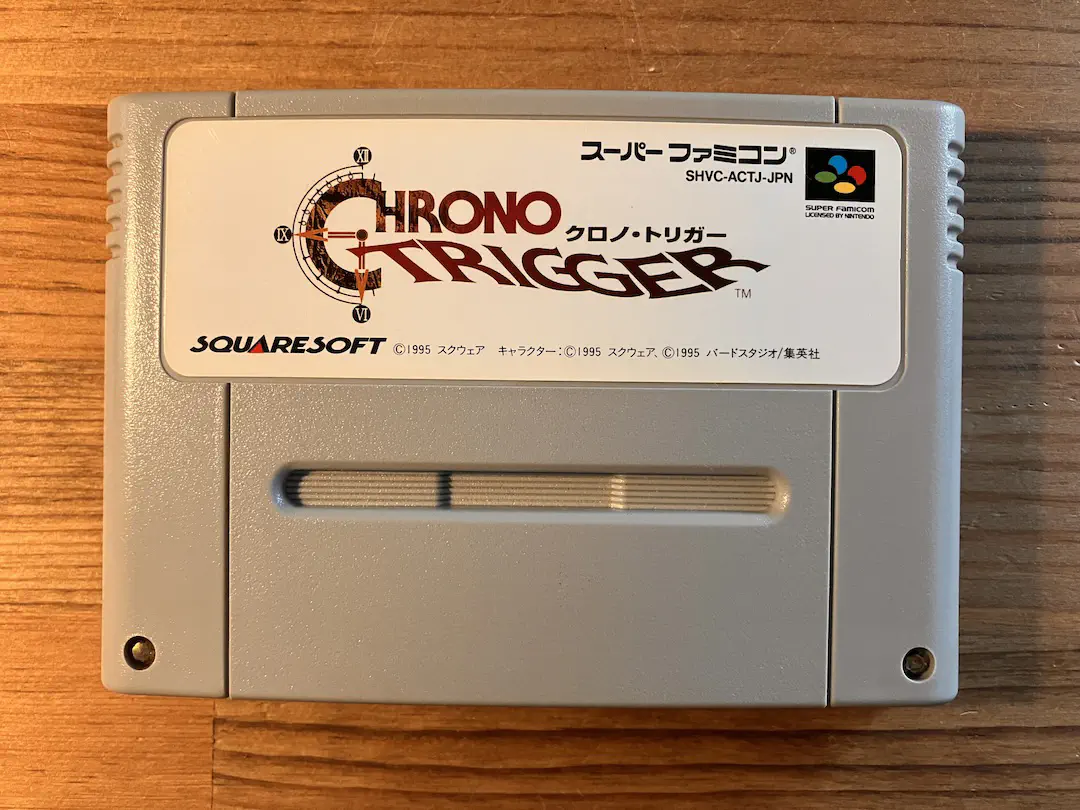 スーパーファミコン®
SHVC-ACTJ-JPN
SUPER FAMICOM
LICENSED BY NINTENDO
XII
IX
VI
CHRONO
クロノ・トリガー
TRIGGER
TM
SQUARESOFT ©1995 スクウェア キャラクター:©1995 スクウェア、©1995 バードスタジオ/集英社